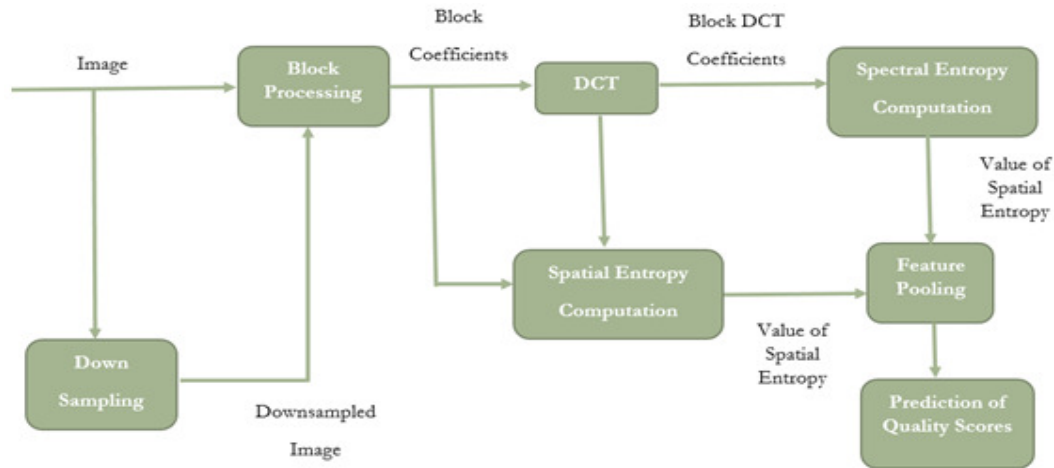 Image
Block
Processing
Block
Coefficients
DCT
Block DCT
Coefficients
Spectral Entropy
Computation
Value of
Spatial
Entropy
Spatial Entropy
Computation
Feature
Pooling
Value of
Spatial
Entropy
Down
Sampling
Downsampled
Image
Prediction of
Quality Scores